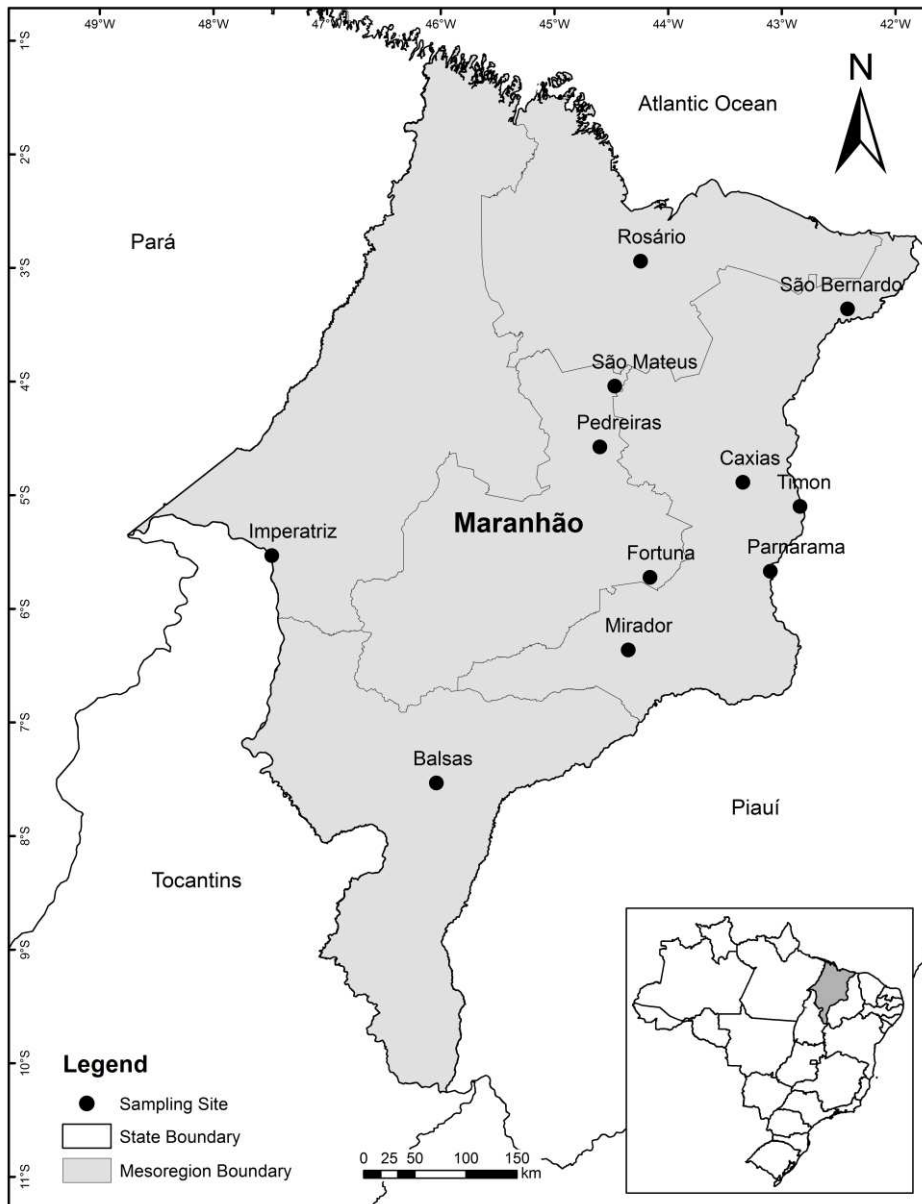 49°W 48°W 47°W 46°W 45°W 44°W 43°W 42°W
1°S
N
Atlantic Ocean
2°S
Pará
Rosário
3°S
São Bernardo
São Mateus
4°S
Pedreiras
Caxias
Timon
5°S
Maranhão
Imperatriz
Fortuna
Parnarama
6°S
Mirador
7°S
Balsas
Piauí
8°S
Tocantins
9°S
10°S
Legend
Sampling Site
State Boundary
Mesoregion Boundary
0 25 50 100 150
km
11°S